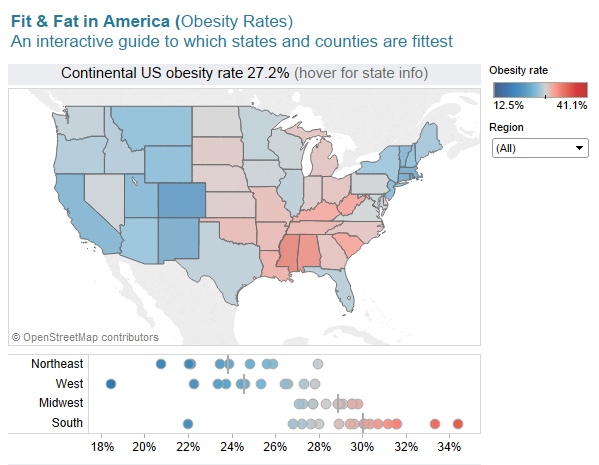 Fit & Fat in America (Obesity Rates)
An interactive guide to which states and counties are fittest
Continental US obesity rate 27.2% (hover for state info)
Obesity rate
12.5% 41.1%
Region
(All)
© OpenStreetMap contributors
Northeast
West
Midwest
South
18% 20% 22% 24% 26% 28% 30% 32% 34%